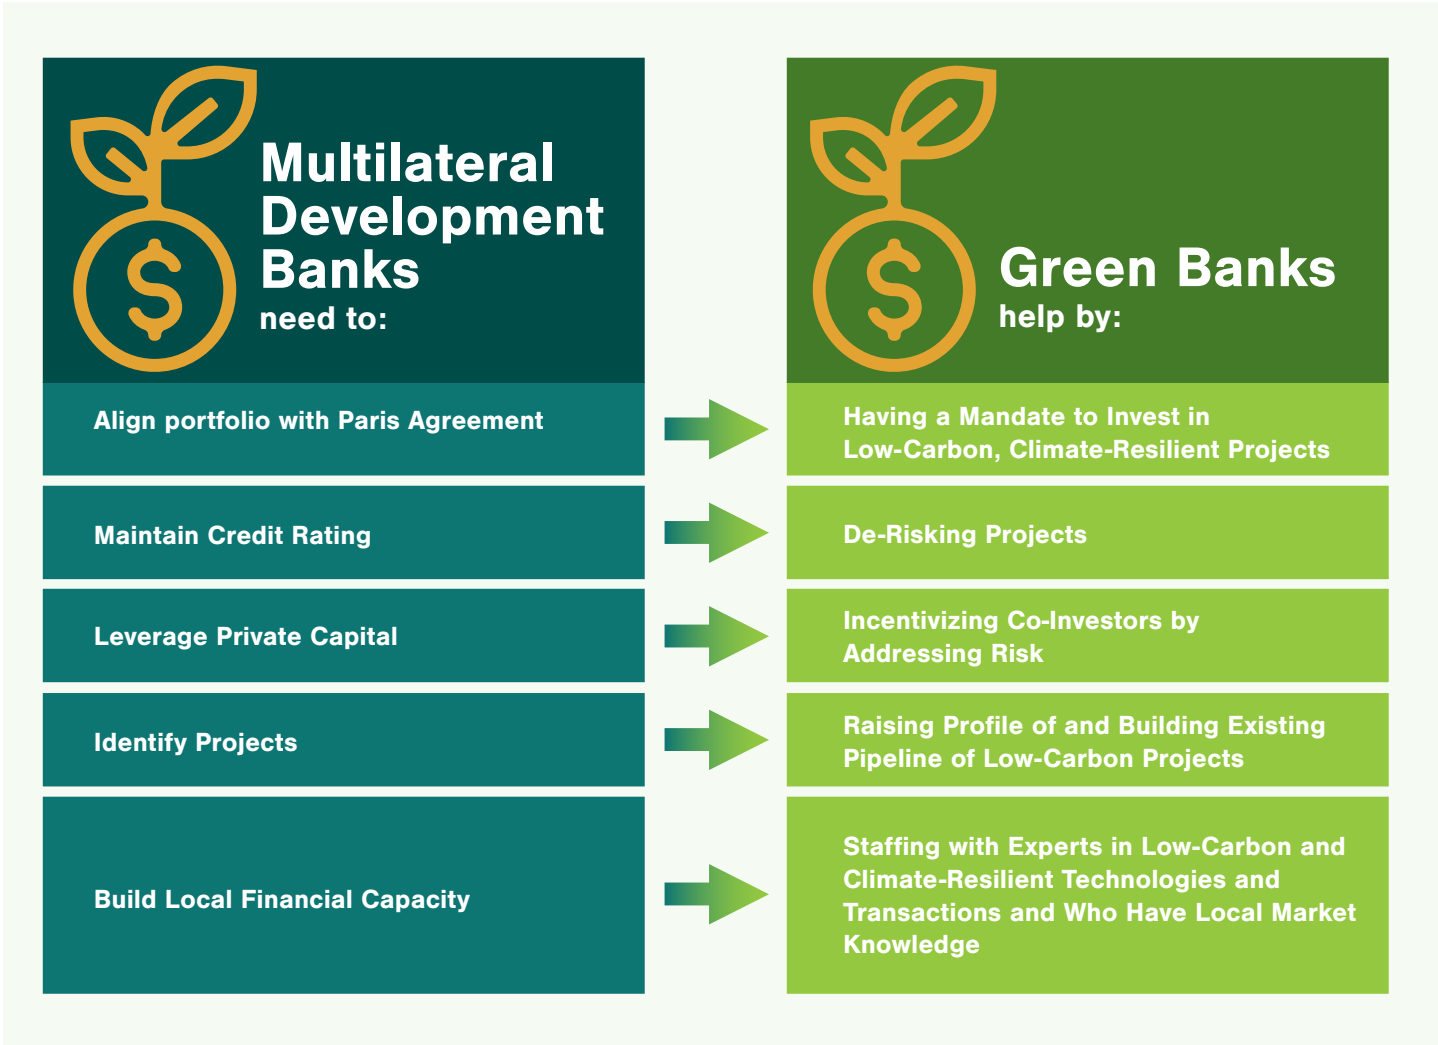 Multilateral
Development
Banks
need to:
Green Banks
help by:
Align portfolio with Paris Agreement
Having a Mandate to Invest in
Low-Carbon, Climate-Resilient Projects
Maintain Credit Rating
De-Risking Projects
Leverage Private Capital
Incentivizing Co-Investors by
Addressing Risk
Identify Projects
Raising Profile of and Building Existing
Pipeline of Low-Carbon Projects
Build Local Financial Capacity
Staffing with Experts in Low-Carbon and
Climate-Resilient Technologies and
Transactions and Who Have Local Market
Knowledge